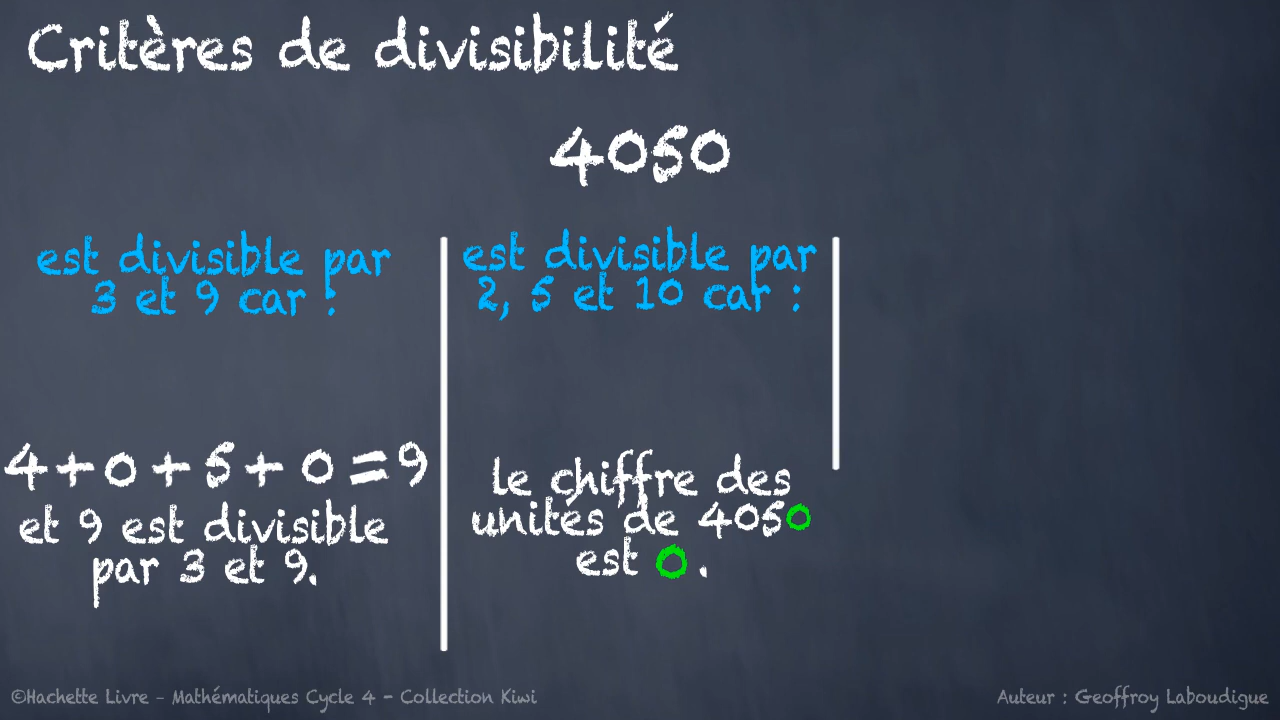 Critères de divisibilité
4050
est divisible par
3 et 9 car :
4+0+5+0=9
et 9 est divisible
par 3 et 9.
est divisible par
2, 5 et 10 car :
le chiffre des
unités de 4050
est 0.
©Hachette Livre - Mathématiques Cycle 4 - Collection Kiwi
Auteur : Geoffroy Laboudigue